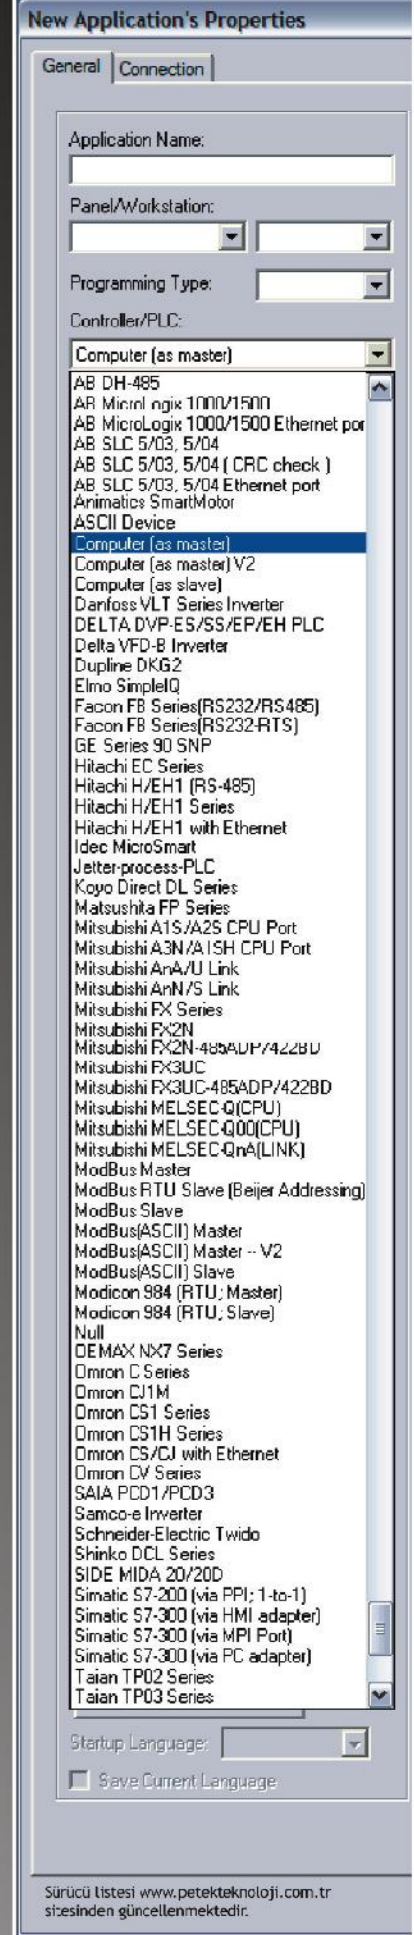 New Application's Properties
General Connection
Application Name:
Panel/Workstation:
Programming Type:
Controller/PLC:
Computer (as master)
AB DH-485
AB MicroLogix 1000/1500
AB MicroLogix 1000/1500 Ethernet por
AB SLC 5/03, 5/04
AB SLC 5/03, 5/04 ( CRC check )
AB SLC 5/03, 5/04 Ethernet port
Animatics SmartMotor
ASCII Device
Computer (as master)
Computer (as master) V2
Computer (as slave)
Danfoss VLT Series Inverter
DELTA DVP-ES/SS/EP/EH PLC
Delta VFD-B Inverter
Dupline DKG2
Elmo SimplelQ
Facon FB Series(RS232/RS485)
Facon FB Series(RS232-RTS)
GE Series 90 SNP
Hitachi EC Series
Hitachi H/EH1 (RS-485)
Hitachi H/EH1 Series
Hitachi H/EH1 with Ethernet
Idec MicroSmart
Jetter-process-PLC
Koyo Direct DL Series
Matsushita FP Series
Mitsubishi A1S/A2S CPU Port
Mitsubishi A3N/A1SH CPU Port
Mitsubishi AnA/U Link
Mitsubishi AnN/S Link
Mitsubishi FX Series
Mitsubishi FX2N
Mitsubishi FX2N-485ADP/422BD
Mitsubishi FX3UC
Mitsubishi FX3UC-485ADP/422BD
Mitsubishi MELSEC-Q(CPU)
Mitsubishi MELSEC-Q00(CPU)
Mitsubishi MELSEC-QnA(LINK)
ModBus Master
ModBus RTU Slave (Beijer Addressing)
ModBus Slave
ModBus(ASCII) Master
ModBus(ASCII) Master -- V2
ModBus(ASCII) Slave
Modicon 984 (RTU; Master)
Modicon 984 (RTU; Slave)
Null
OEMAX NX7 Series
Omron C Series
Omron CJ1M
Omron CS1 Series
Omron CS1H Series
Omron CS/CJ with Ethernet
Omron CV Series
SAIA PCD1/PCD3
Samco-e Inverter
Schneider-Electric Twido
Shinko DCL Series
SIDE MIDA 20/20D
Simatic S7-200 (via PPI; 1-to-1)
Simatic S7-300 (via HMI adapter)
Simatic S7-300 (via MPI Port)
Simatic S7-300 (via PC adapter)
Taian TP02 Series
Taian TP03 Series
Startup Language:
Save Current Language
Sürücü listesi www.petekteknoloji.com.tr
sitesinden güncellenmektedir.